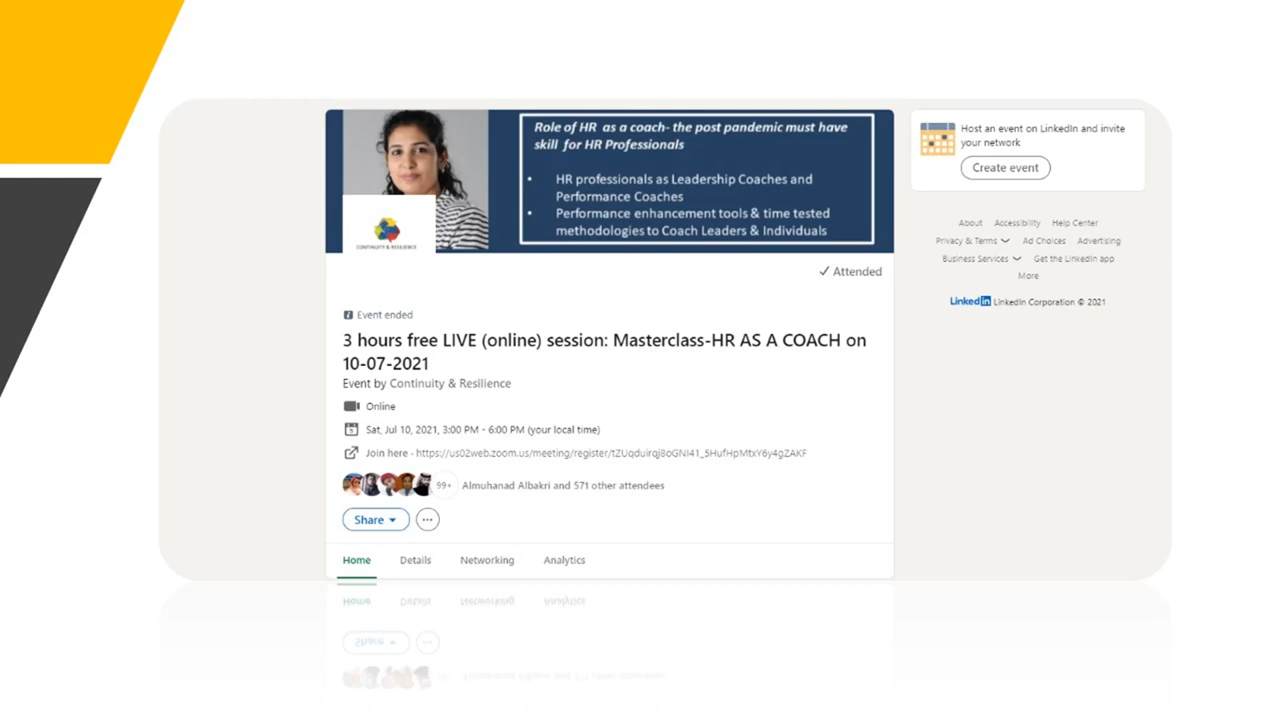 Role of HR as a coach- the post pandemic must have
skill for HR Professionals
• HR professionals as Leadership Coaches and
Performance Coaches
• Performance enhancement tools & time tested
methodologies to Coach Leaders & Individuals
CONTINUITY & RESILIENCE
✓ Attended
Event ended
3 hours free LIVE (online) session: Masterclass-HR AS A COACH on
10-07-2021
Event by Continuity & Resilience
Online
Sat, Jul 10, 2021, 3:00 PM - 6:00 PM (your local time)
Join here - https://us02web.zoom.us/meeting/register/tZUqduirqj8oGNI41_5HufHpMtxY6y4gZAKF
99+ Almuhanad Albakri and 571 other attendees
Share
Home Details Networking Analytics
Host an event on LinkedIn and invite
your network
Create event
About Accessibility Help Center
Privacy & Terms Ad Choices Advertising
Business Services Get the LinkedIn app
More
LinkedIn LinkedIn Corporation © 2021